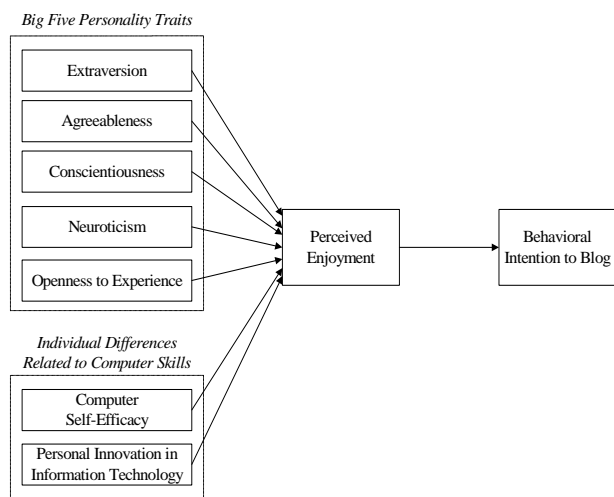 Big Five Personality Traits
Extraversion
Agreeableness
Conscientiousness
Neuroticism
Openness to Experience
Perceived
Enjoyment
Behavioral
Intention to Blog
Individual Differences
Related to Computer Skills
Computer
Self-Efficacy
Personal Innovation in
Information Technology